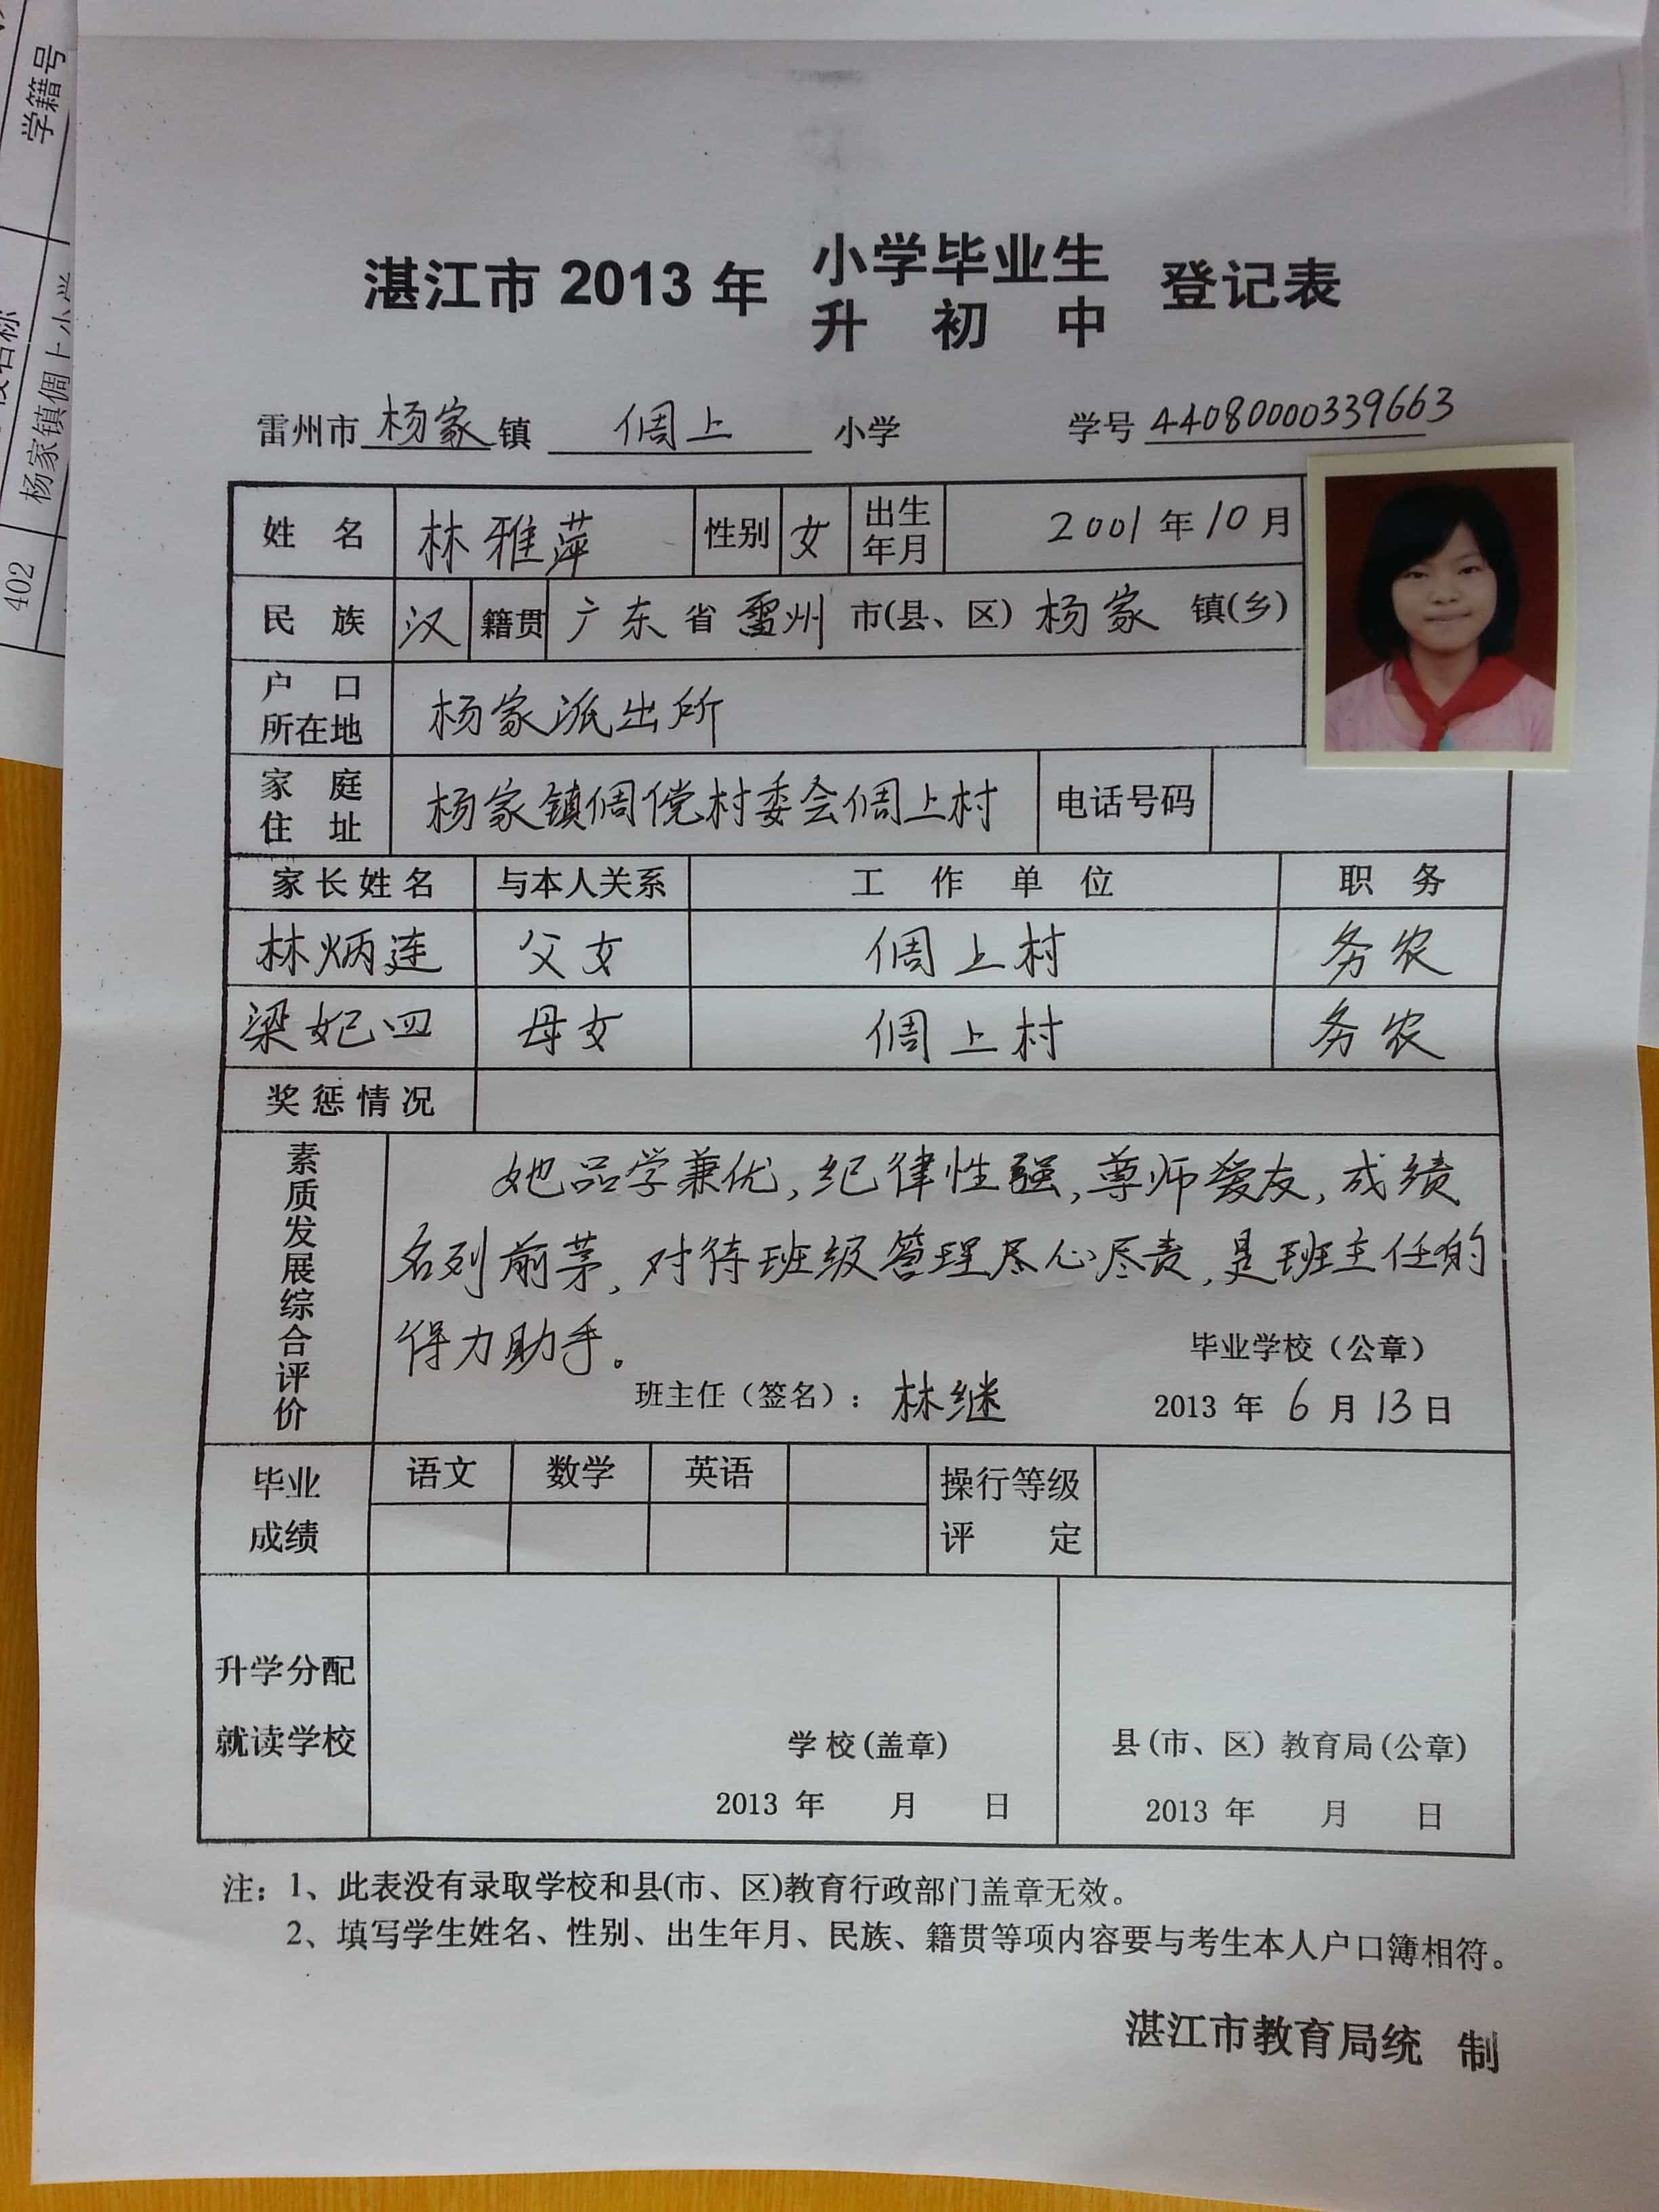 学籍号
杨家镇倜上小学
402
湛江市 2013 年 小学毕业生 登记表
升 初 中
雷州市 杨家 镇 倜上 小学 学号 44080000339663
姓 名 林雅萍 性别 女 出生年月 2001 年 10 月
民 族 汉 籍贯 广东 省 雷州 市(县、区) 杨家 镇(乡)
户 口 所在地 杨家派出所
家 庭 住 址 杨家镇倜傥村委会倜上村 电话号码
家长姓名 与本人关系 工 作 单 位 职 务
林炳连 父女 倜上村 务农
梁妃四 母女 倜上村 务农
奖惩情况
素质发展综合评价
她品学兼优,纪律性强,尊师爱友,成绩
名列前茅,对待班级管理尽心尽责,是班主任的
得力助手。
毕业学校(公章)
班主任(签名): 林继
2013 年 6 月 13 日
毕业成绩 语文 数学 英语 操行等级评 定
升学分配
就读学校
学校(盖章) 县(市、区)教育局(公章)
2013 年 月 日 2013 年 月 日
注: 1、此表没有录取学校和县(市、区)教育行政部门盖章无效。
2、填写学生姓名、性别、出生年月、民族、籍贯等项内容要与考生本人户口簿相符。
湛江市教育局统 制